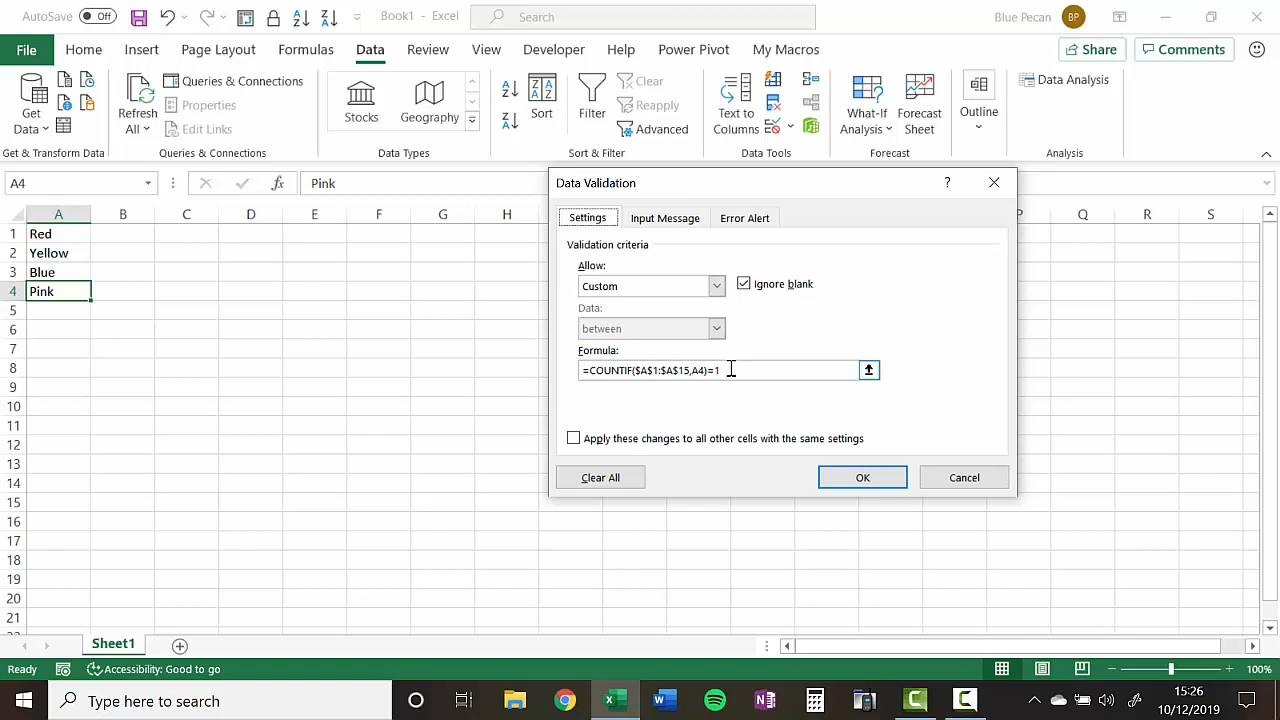 AutoSave Off Book1 - Excel Search Blue Pecan BP
File Home Insert Page Layout Formulas Data Review View Developer Help Power Pivot My Macros Share Comments
Get Data
Refresh All
Queries & Connections
Properties
Edit Links
Stocks
Geography
Sort
Filter
Clear
Reapply
Advanced
Text to Columns
What-If Analysis
Forecast Sheet
Outline
Data Analysis
Get & Transform Data Queries & Connections Data Types Sort & Filter Data Tools Forecast Analysis
A4 fx Pink
A B C D E F G H P Q R S
1 Red
2 Yellow
3 Blue
4 Pink
5
6
7
8
9
10
11
12
13
14
15
16
17
18
19
20
21
Data Validation ?
Settings Input Message Error Alert
Validation criteria
Allow:
Custom Ignore blank
Data:
between
Formula:
=COUNTIF($A$1:$A$15,A4)=1
Apply these changes to all other cells with the same settings
Clear All OK Cancel
Sheet1
Ready Accessibility: Good to go 100%
Type here to search
15:26
10/12/2019